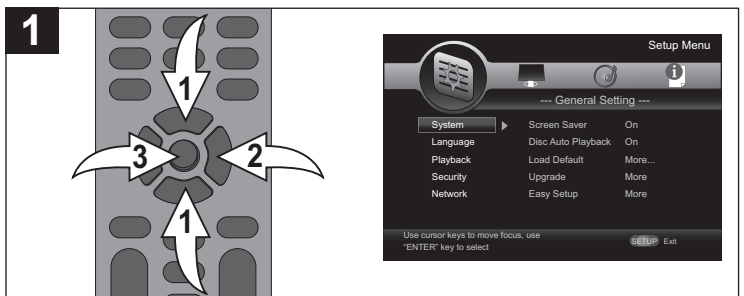 1
1
3
2
1
Setup Menu
--- General Setting ---
System Screen Saver On
Language Disc Auto Playback On
Playback Load Default More...
Security Upgrade More
Network Easy Setup More
Use cursor keys to move focus, use
"ENTER" key to select
SETUP Exit